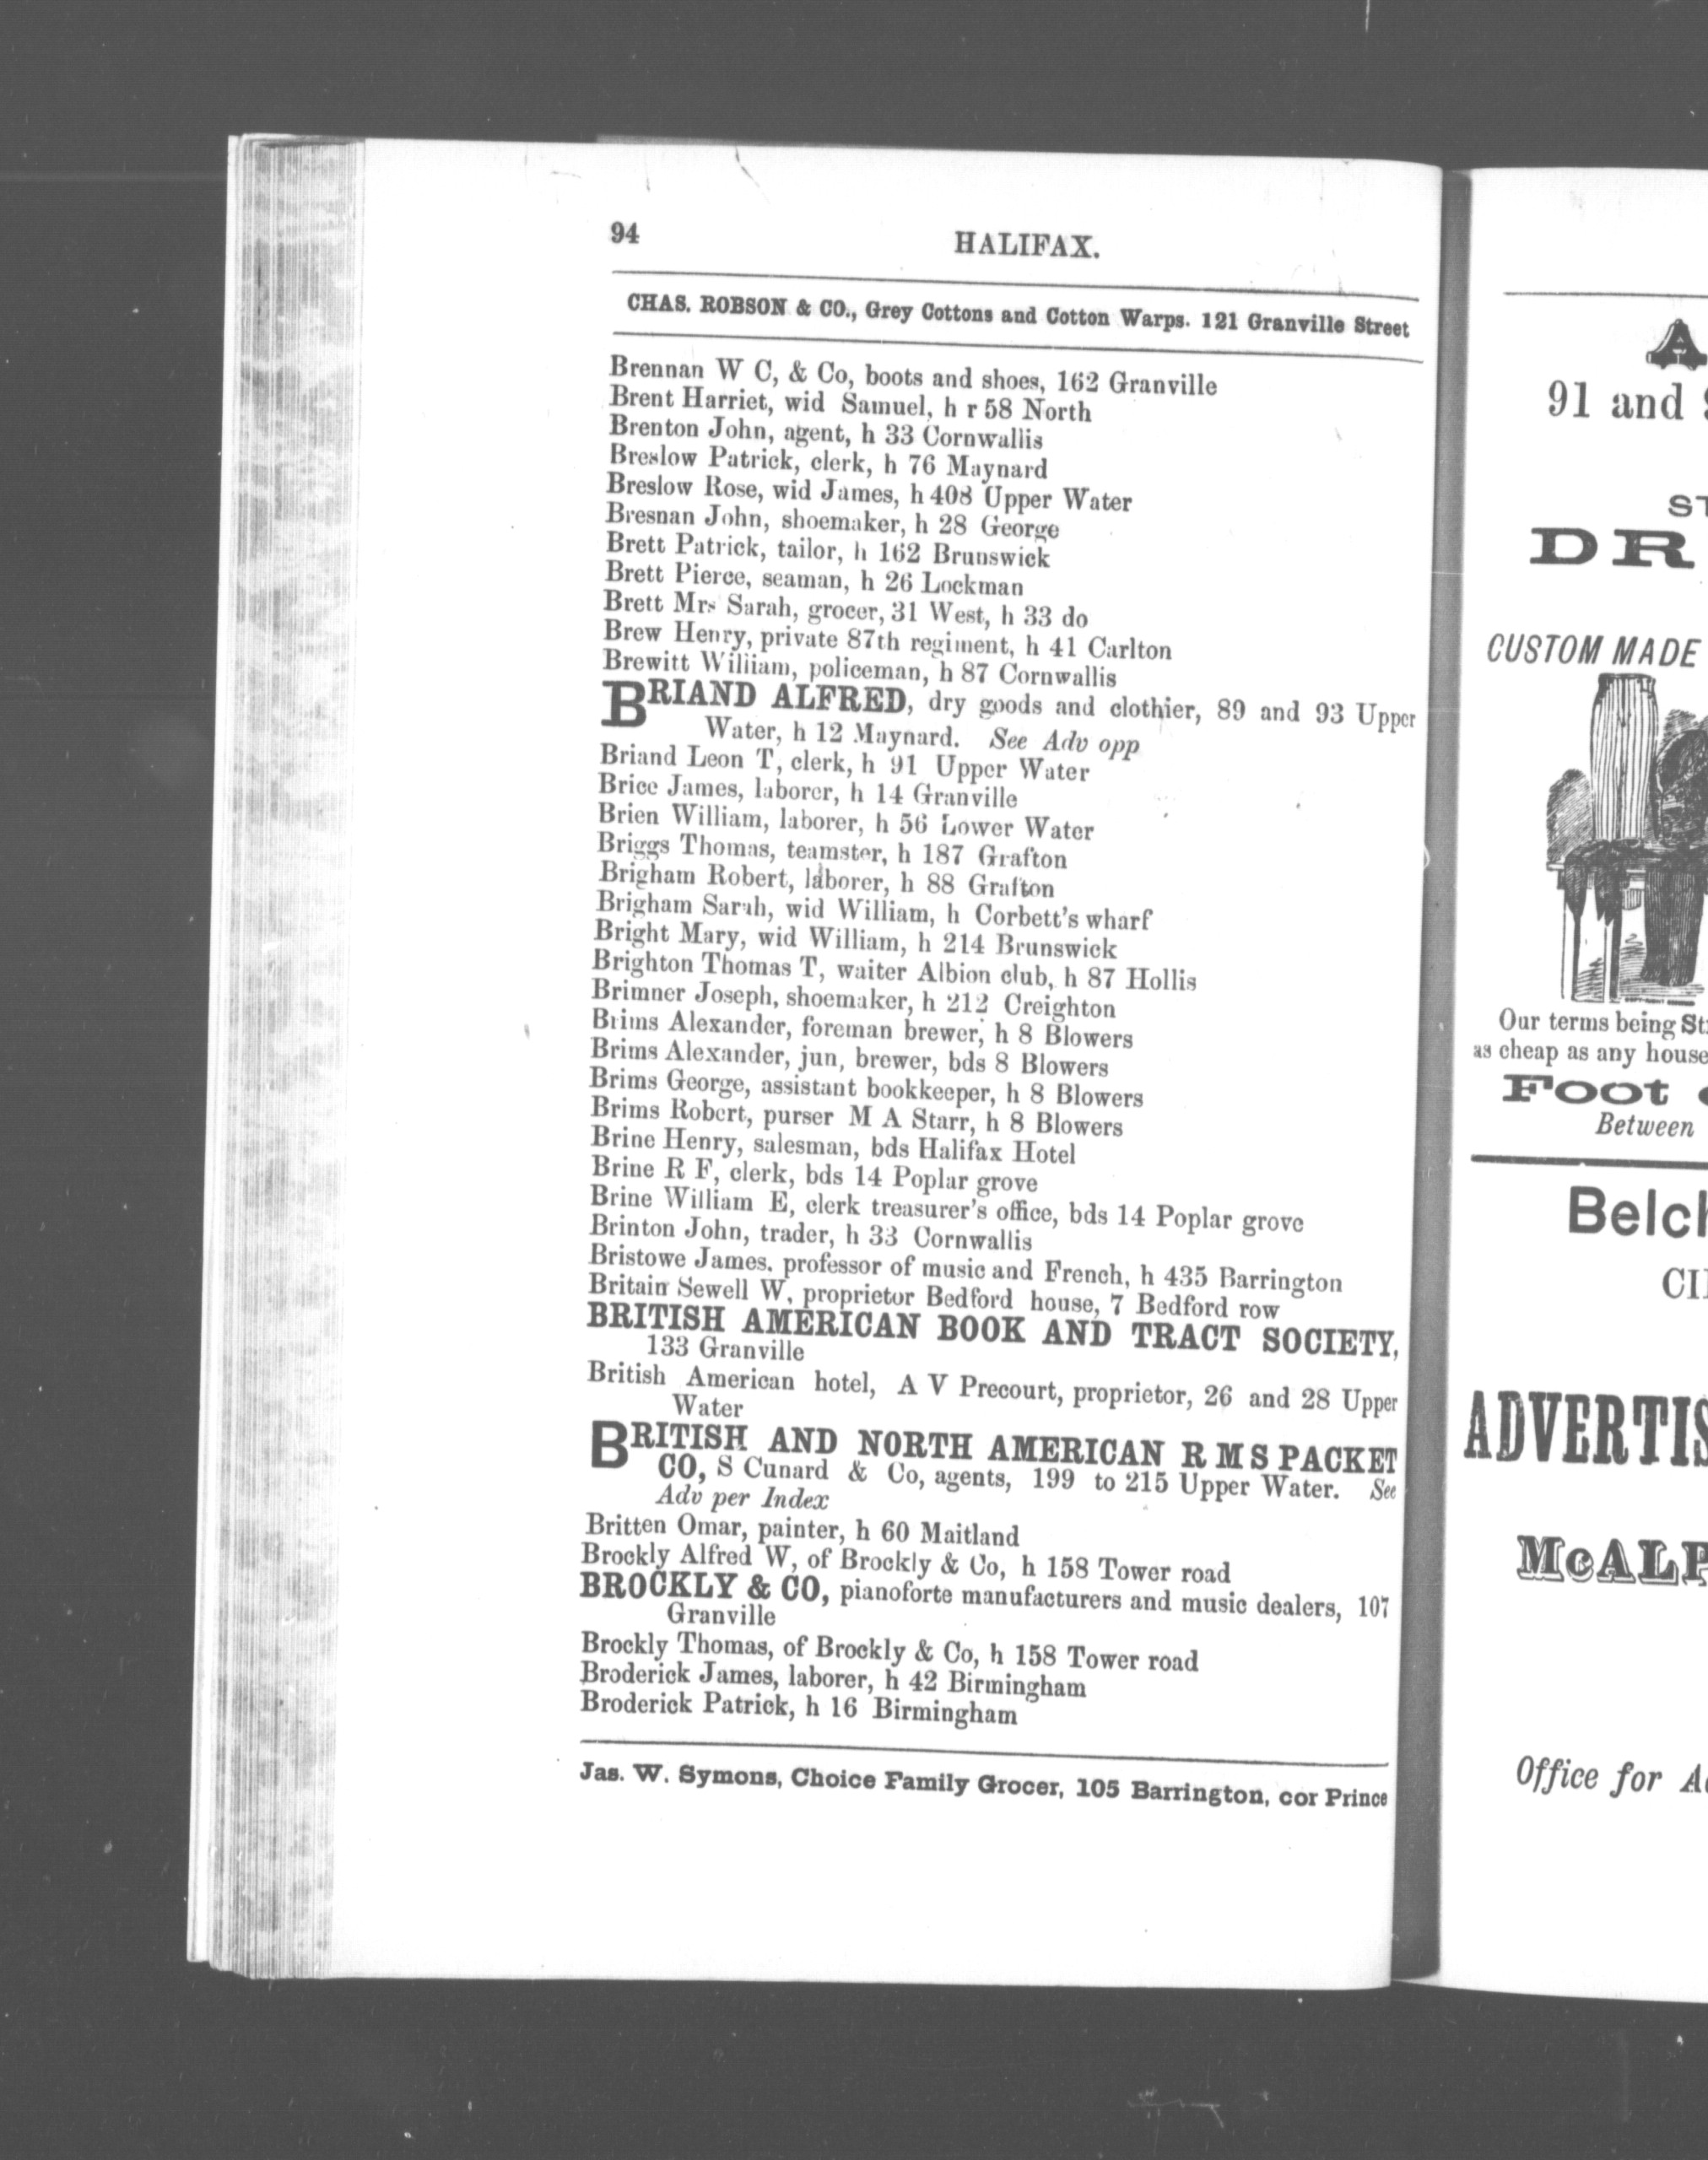 94
HALIFAX.
CHAS. ROBSON & CO., Grey Cottons and Cotton Warps. 121 Granville Street
Brennan W C, & Co, boots and shoes, 162 Granville
Brent Harriet, wid Samuel, h r 58 North
Brenton John, agent, h 33 Cornwallis
Breslow Patrick, clerk, h 76 Maynard
Breslow Rose, wid James, h 408 Upper Water
Bresnan John, shoemaker, h 28 George
Brett Patrick, tailor, h 162 Brunswick
Brett Pierce, seaman, h 26 Lockman
Brett Mrs Sarah, grocer, 31 West, h 33 do
Brew Henry, private 87th regiment, h 41 Carlton
Brewitt William, policeman, h 87 Cornwallis
BRIAND ALFRED, dry goods and clothier, 89 and 93 Upper
Water, h 12 Maynard. See Adv opp
Briand Leon T, clerk, h 91 Upper Water
Brice James, laborer, h 14 Granville
Brien William, laborer, h 56 Lower Water
Briggs Thomas, teamster, h 187 Grafton
Brigham Robert, laborer, h 88 Grafton
Brigham Sarah, wid William, h Corbett's wharf
Bright Mary, wid William, h 214 Brunswick
Brighton Thomas T, waiter Albion club, h 87 Hollis
Brimner Joseph, shoemaker, h 212 Creighton
Brims Alexander, foreman brewer, h 8 Blowers
Brims Alexander, jun, brewer, bds 8 Blowers
Brims George, assistant bookkeeper, h 8 Blowers
Brims Robert, purser M A Starr, h 8 Blowers
Brine Henry, salesman, bds Halifax Hotel
Brine R F, clerk, bds 14 Poplar grove
Brine William E, clerk treasurer's office, bds 14 Poplar grove
Brinton John, trader, h 33 Cornwallis
Bristowe James. professor of music and French, h 435 Barrington
Britain Sewell W, proprietor Bedford house, 7 Bedford row
BRITISH AMERICAN BOOK AND TRACT SOCIETY,
133 Granville
British American hotel, A V Precourt, proprietor, 26 and 28 Upper
Water
BRITISH AND NORTH AMERICAN R M S PACKET
CO, S Cunard & Co, agents, 199 to 215 Upper Water. See
Adv per Index
Britten Omar, painter, h 60 Maitland
Brockly Alfred W, of Brockly & Co, h 158 Tower road
BROCKLY & CO, pianoforte manufacturers and music dealers, 107
Granville
Brockly Thomas, of Brockly & Co, h 158 Tower road
Broderick James, laborer, h 42 Birmingham
Broderick Patrick, h 16 Birmingham
Jas. W. Symons, Choice Family Grocer, 105 Barrington, cor Prince
A
91 and
ST
DR
CUSTOM MADE
Our terms being St
as cheap as any house
Foot
Between
Belch
CI
ADVERTIS
McALP
Office for A